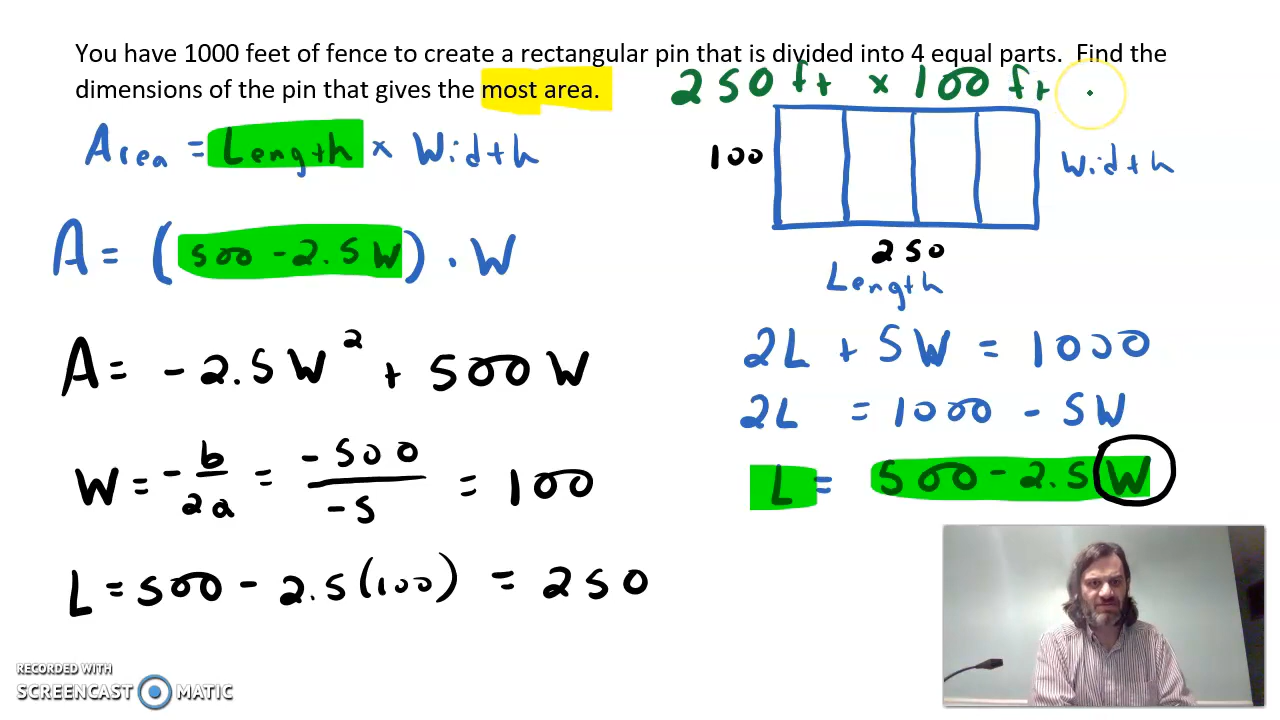 You have 1000 feet of fence to create a rectangular pin that is divided into 4 equal parts. Find the
dimensions of the pin that gives the most area.
250 ft × 100 ft
Area = Length × Width
100
Width
A = (500 - 2.5W) · W
250
Length
A = -2.5W² + 500W
2L + 5W = 1000
2L = 1000 - 5W
W = -b/2a = -500/-5 = 100
L = 500 - 2.5W
L = 500 - 2.5(100) = 250
RECORDED WITH
SCREENCAST MATIC